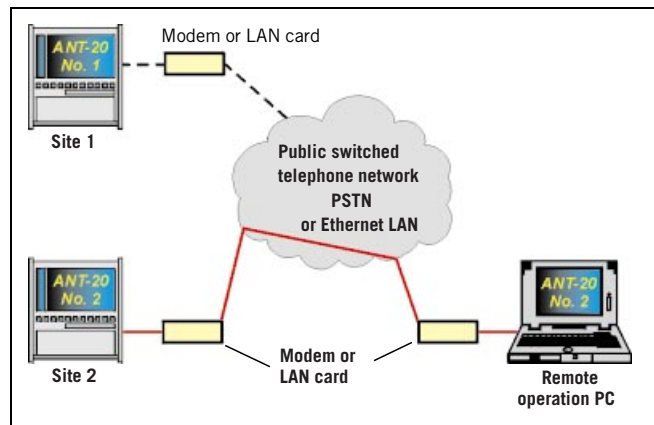 Modem or LAN card
ANT-20
No. 1
Site 1
Public switched
telephone network
PSTN
or Ethernet LAN
ANT-20
No. 2
Site 2
Modem or
LAN card
ANT-20
No. 2
Remote
operation PC